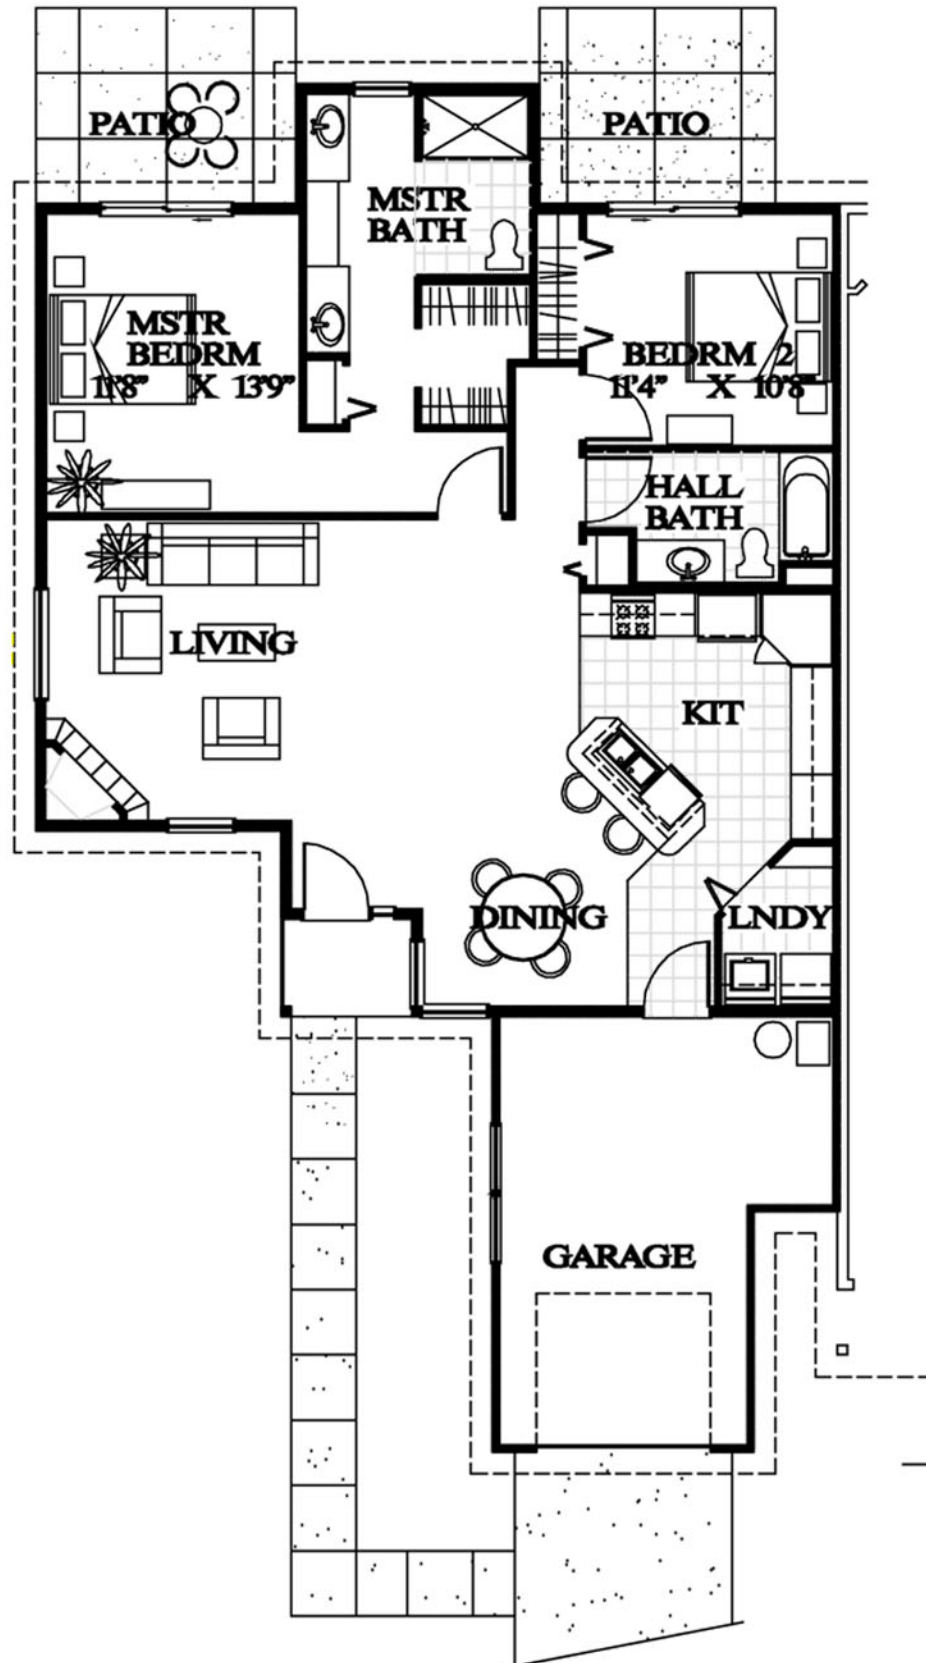 PATIO
PATIO
MSTR
BATH
MSTR
BEDRM
11'8" X 13'9"
BEDRM 2
11'4" X 10'8"
HALL
BATH
LIVING
KIT
DINING
LNDY
GARAGE